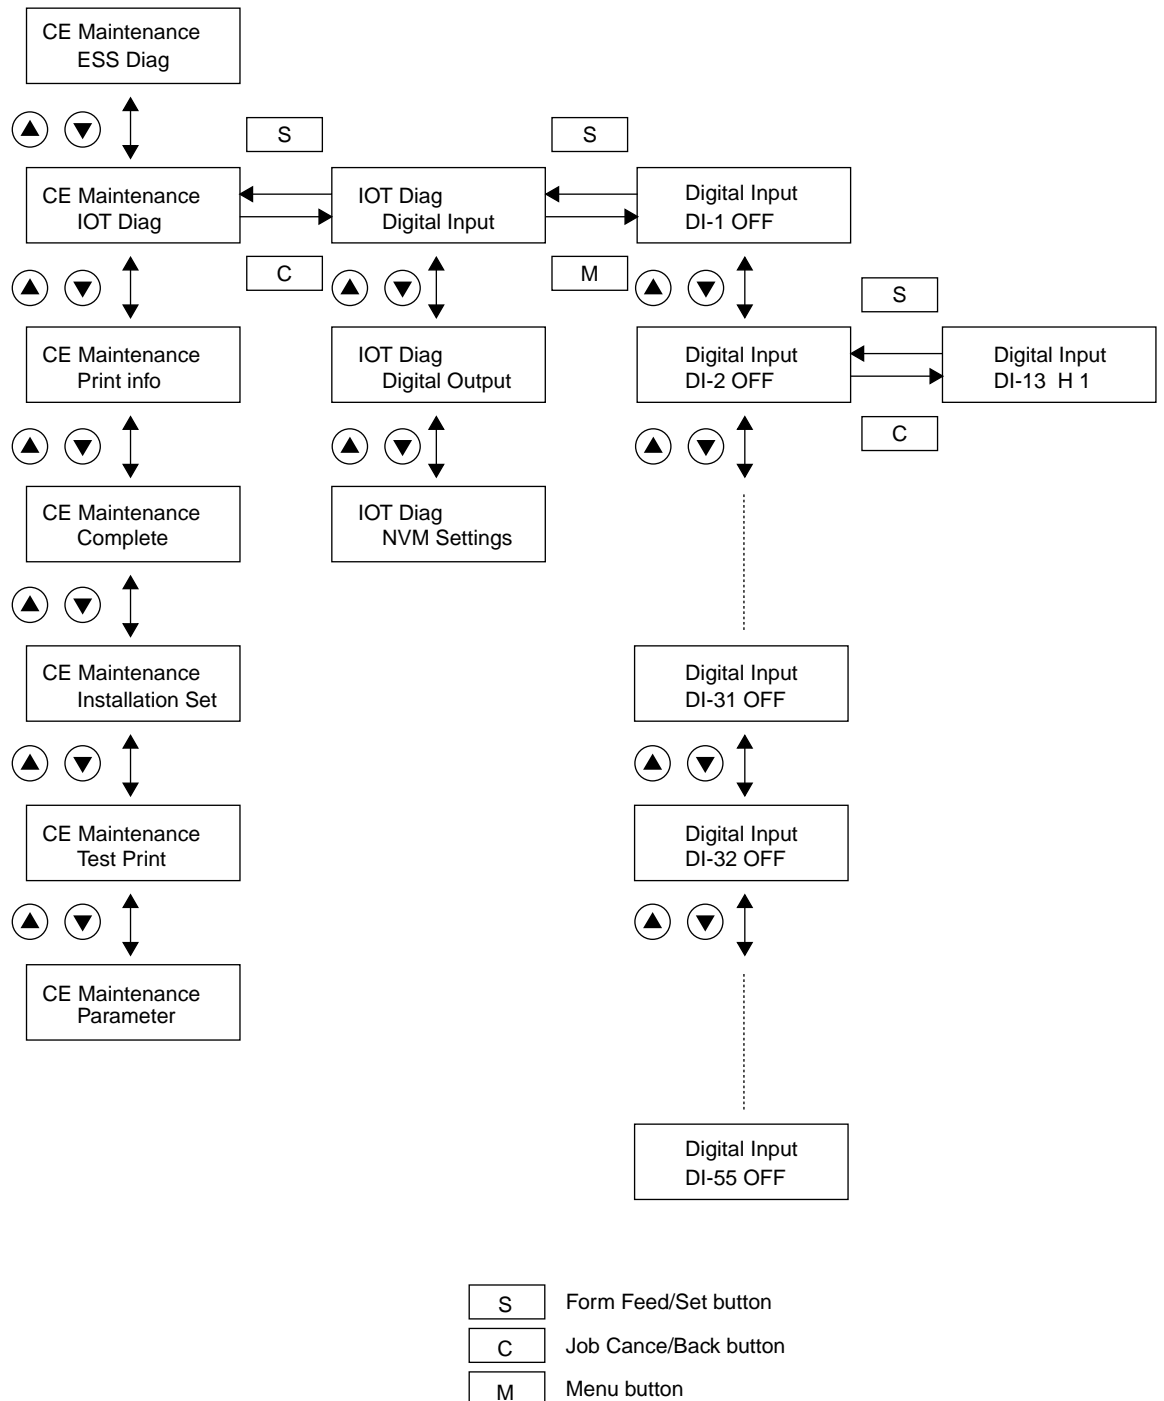 CE Maintenance
ESS Diag
S
S
CE Maintenance
IOT Diag
IOT Diag
Digital Input
Digital Input
DI-1 OFF
C
M
S
CE Maintenance
Print info
IOT Diag
Digital Output
Digital Input
DI-2 OFF
Digital Input
DI-13 H 1
C
CE Maintenance
Complete
IOT Diag
NVM Settings
CE Maintenance
Installation Set
Digital Input
DI-31 OFF
CE Maintenance
Test Print
Digital Input
DI-32 OFF
CE Maintenance
Parameter
Digital Input
DI-55 OFF
S Form Feed/Set button
C Job Cance/Back button
M Menu button